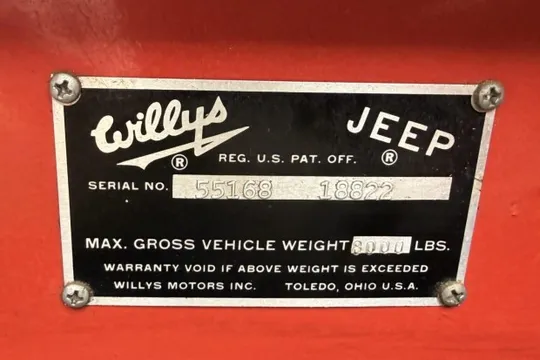 Willys JEEP
® REG. U.S. PAT. OFF. ®
SERIAL NO. 55168 18822
MAX. GROSS VEHICLE WEIGHT 8000 LBS.
WARRANTY VOID IF ABOVE WEIGHT IS EXCEEDED
WILLYS MOTORS INC. TOLEDO, OHIO U.S.A.